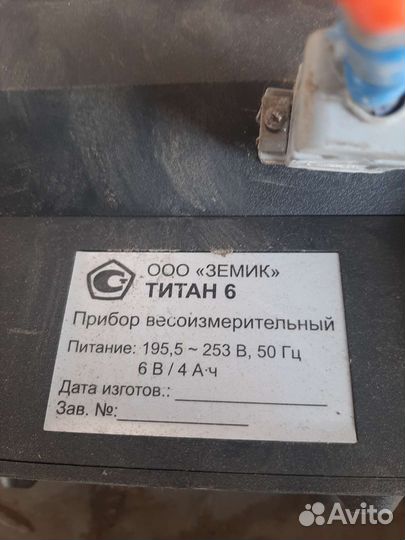 ООО «ЗЕМИК»
ТИТАН 6
Прибор весоизмерительный
Питание: 195,5 ~ 253 В, 50 Гц
6 В / 4 А·ч
Дата изготов.:
Зав. №:
Avito